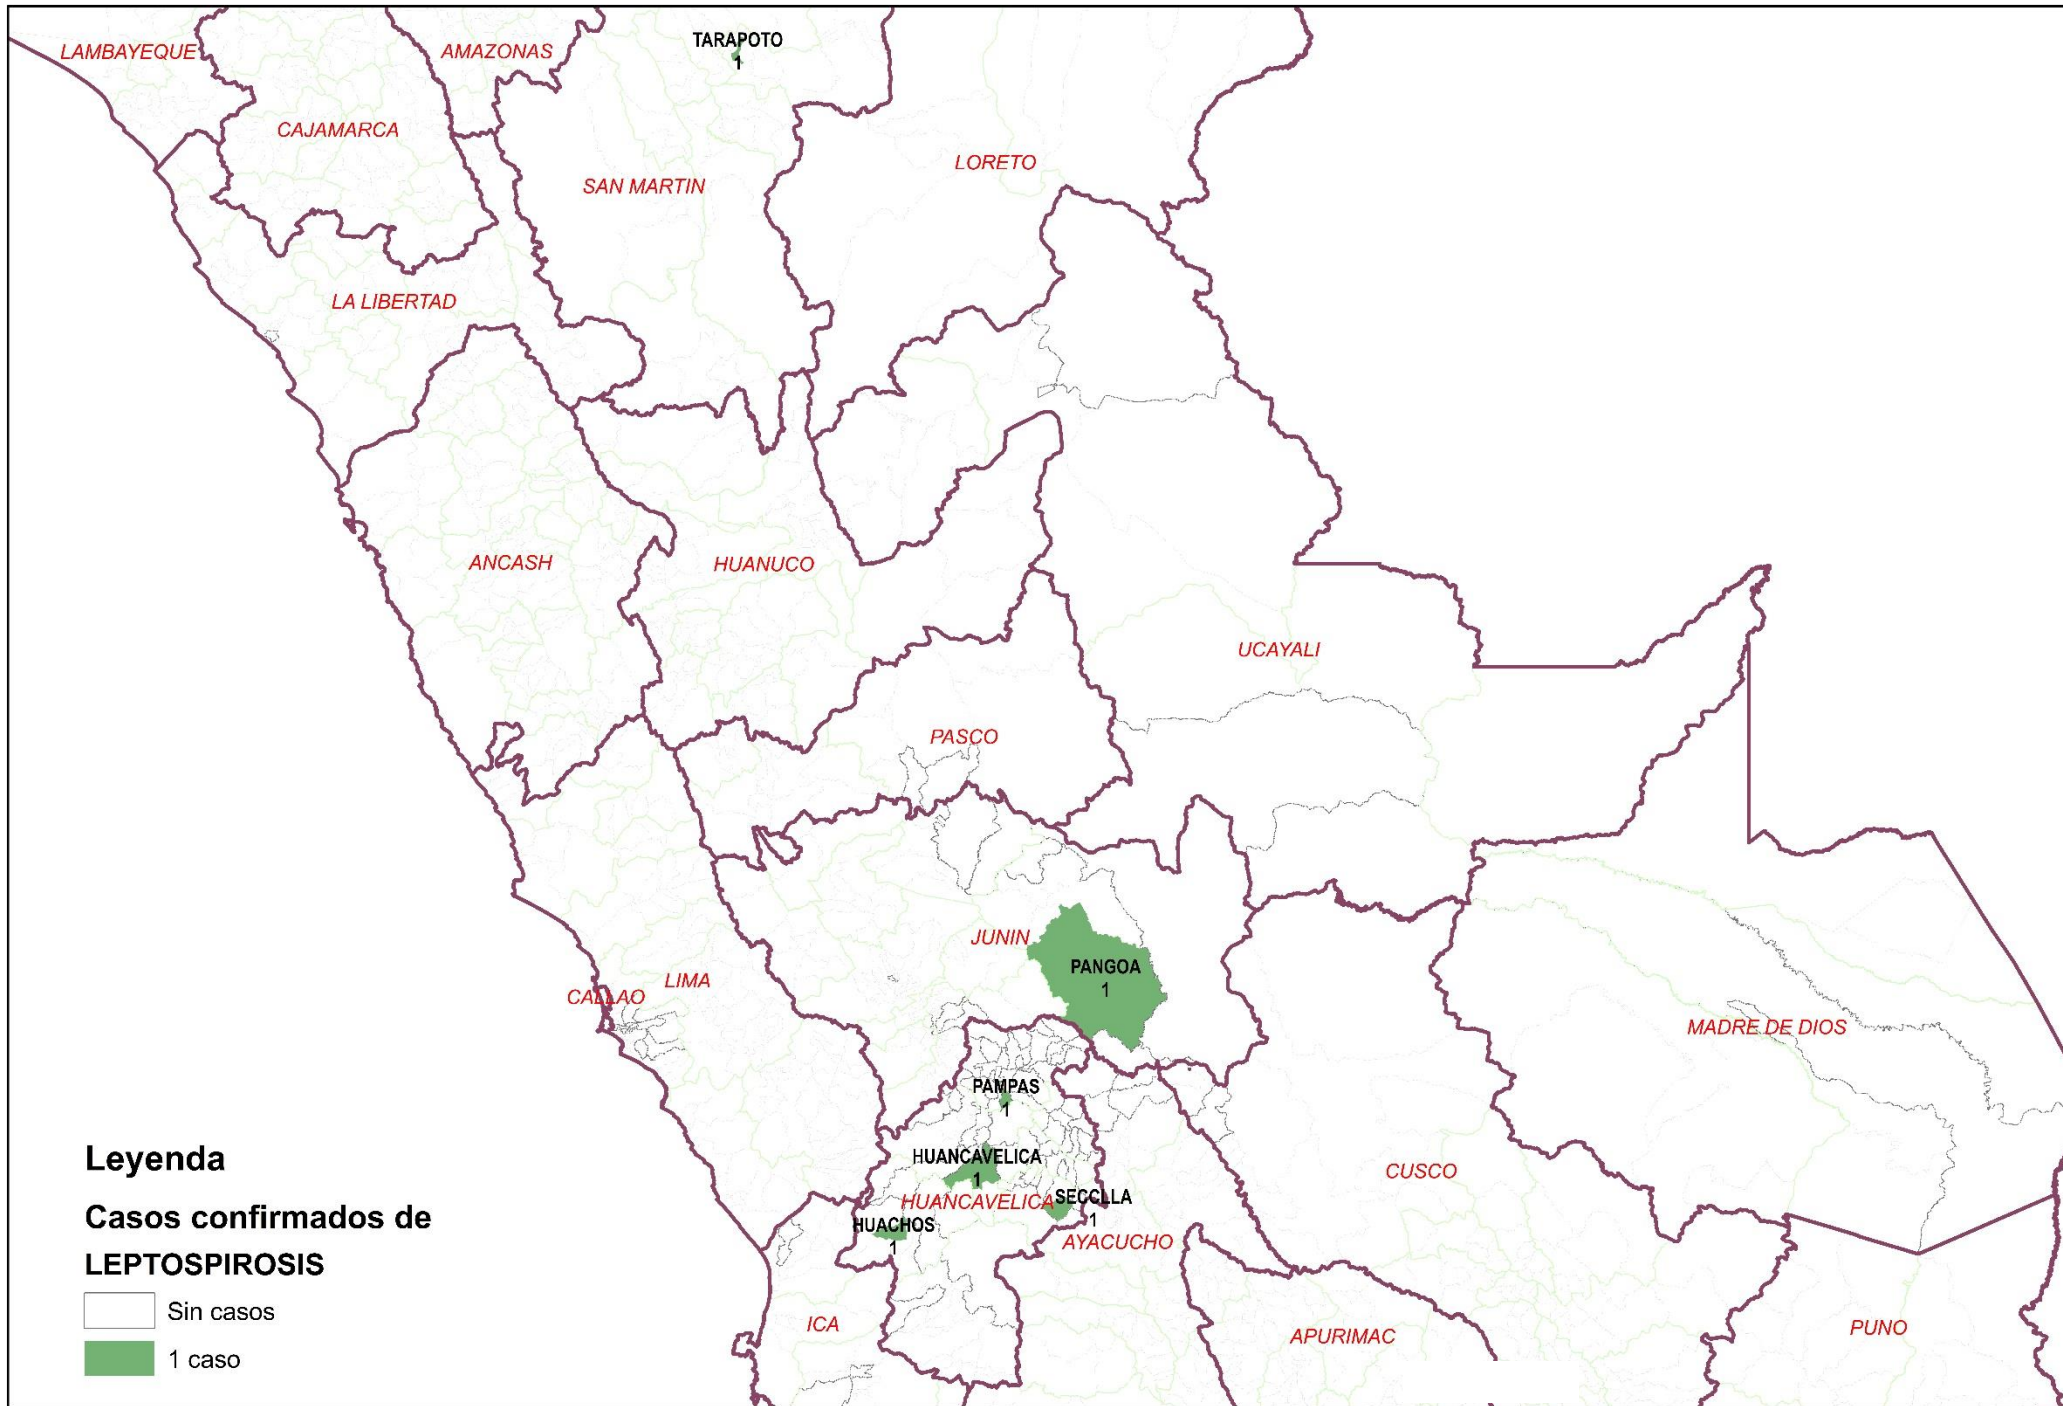 TARAPOTO
1
LAMBAYEQUE
AMAZONAS
CAJAMARCA
LORETO
SAN MARTIN
LA LIBERTAD
ANCASH
HUANUCO
UCAYALI
PASCO
JUNIN
PANGOA
1
LIMA
CALLAO
MADRE DE DIOS
PAMPAS
1
HUANCAVELICA
1
CUSCO
HUANCAVELICA
SECCLLA
1
HUACHOS
1
AYACUCHO
ICA
APURIMAC
PUNO
Leyenda
Casos confirmados de
LEPTOSPIROSIS
Sin casos
1 caso